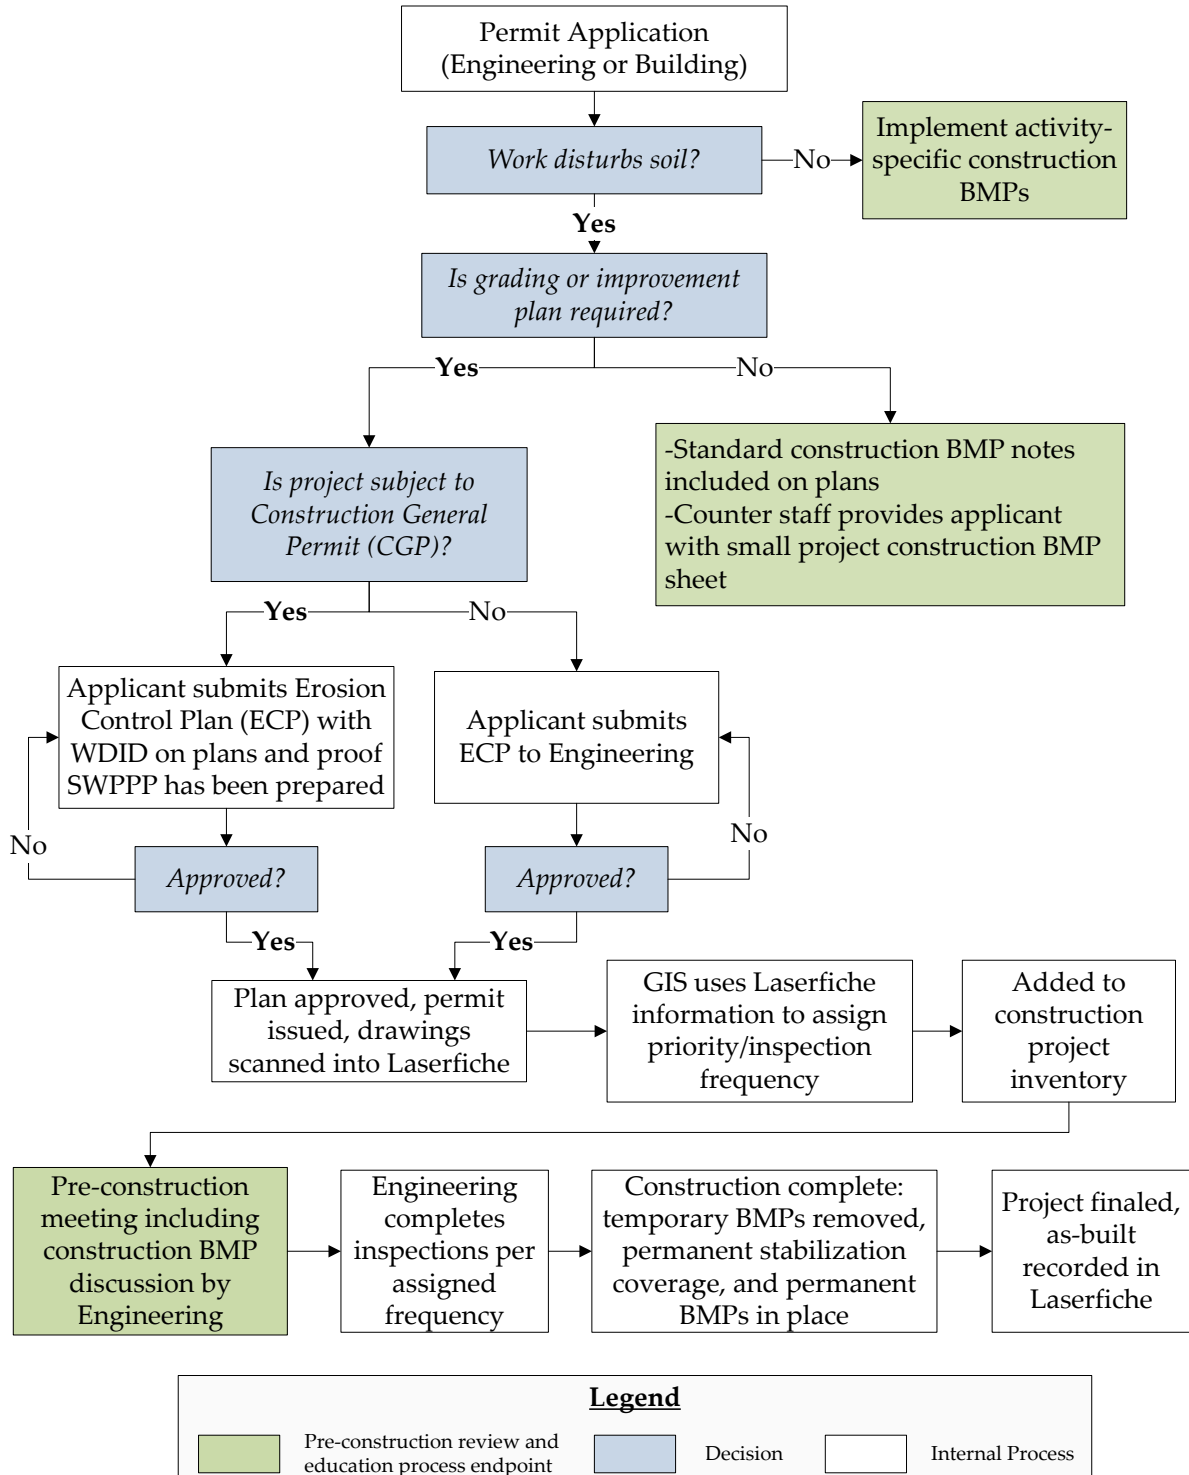 Permit Application
(Engineering or Building)
Work disturbs soil?
No
Implement activity-
specific construction
BMPs
Yes
Is grading or improvement
plan required?
Yes
No
Is project subject to
Construction General
Permit (CGP)?
-Standard construction BMP notes
included on plans
-Counter staff provides applicant
with small project construction BMP
sheet
Yes
No
Applicant submits Erosion
Control Plan (ECP) with
WDID on plans and proof
SWPPP has been prepared
Applicant submits
ECP to Engineering
No
No
Approved?
Approved?
Yes
Yes
Plan approved, permit
issued, drawings
scanned into Laserfiche
GIS uses Laserfiche
information to assign
priority/inspection
frequency
Added to
construction
project
inventory
Pre-construction
meeting including
construction BMP
discussion by
Engineering
Engineering
completes
inspections per
assigned
frequency
Construction complete:
temporary BMPs removed,
permanent stabilization
coverage, and permanent
BMPs in place
Project finaled,
as-built
recorded in
Laserfiche
Legend
Pre-construction review and
education process endpoint
Decision
Internal Process